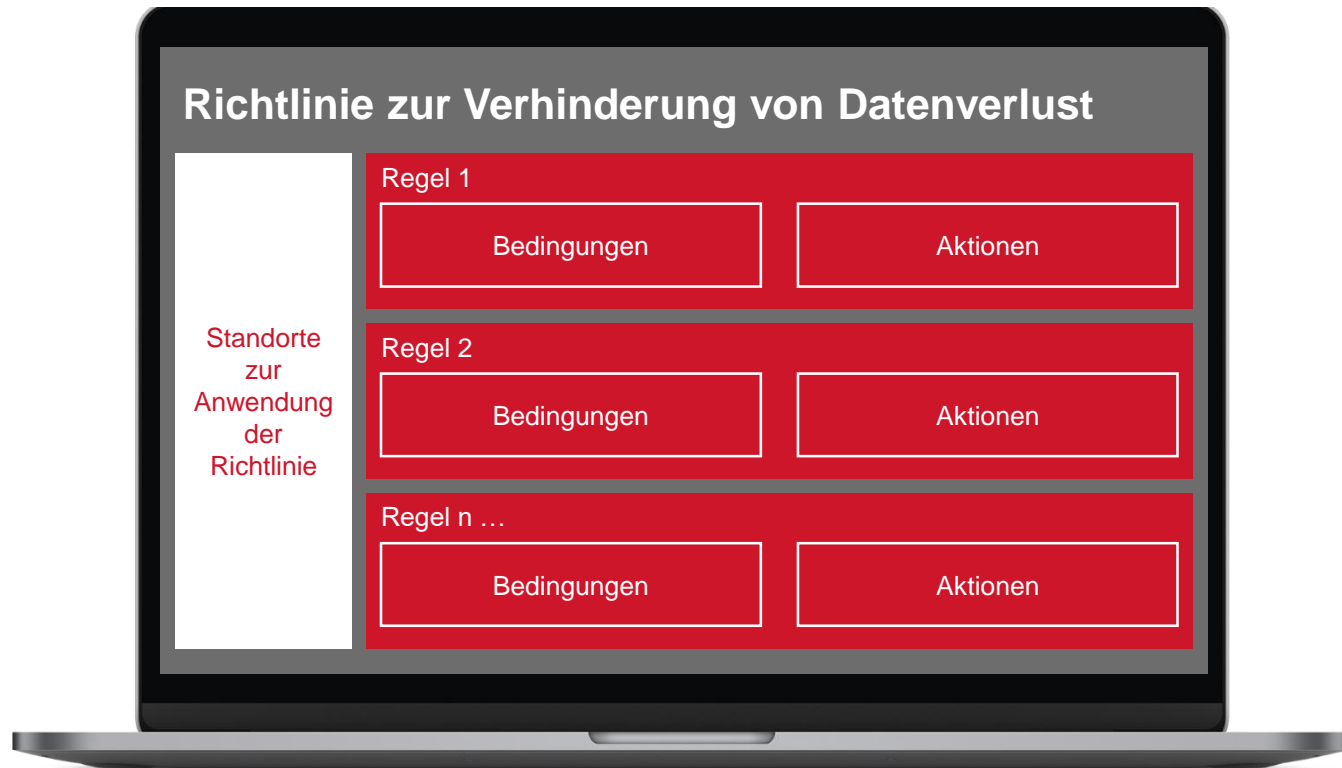 Richtlinie zur Verhinderung von Datenverlust
Standorte
zur
Anwendung
der
Richtlinie
Regel 1
Bedingungen
Aktionen
Regel 2
Bedingungen
Aktionen
Regel n …
Bedingungen
Aktionen